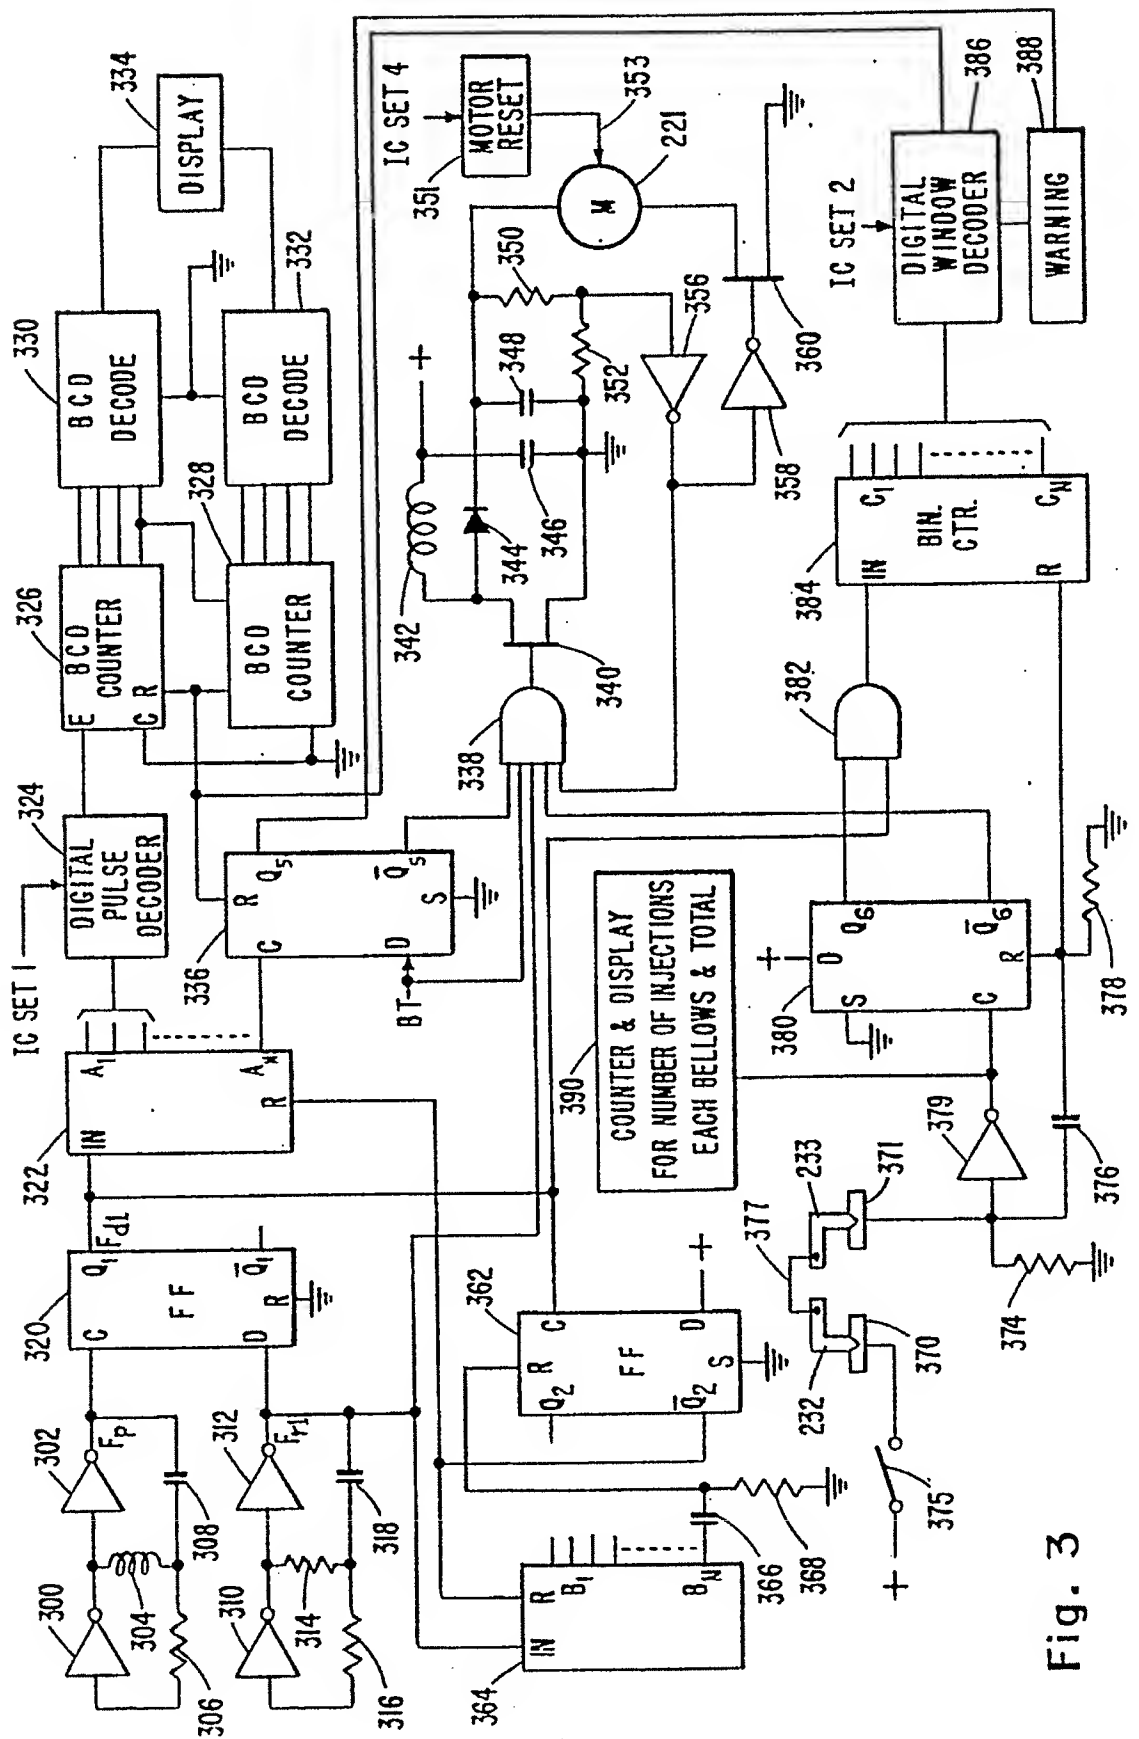 IC SET 1
300
302
320
322
324
326
330
334
Fp
C
Q1
Fd1
IN
A1
DIGITAL
PULSE
DECODER
E
BCD
COUNTER
C
R
BCD
DECODE
DISPLAY
304
306
308
FF
310
312
Fr1
D
Q̄1
R
AX
R
336
R
C
Q5
328
332
BCD
COUNTER
BCD
DECODE
314
316
318
D
Q̄5
S
BT
IC SET 4
342
+
351
MOTOR
RESET
338
344
346
348
350
353
364
IN
R
B1
BN
362
R
C
Q2
FF
Q̄2
D
S
+
340
352
M
221
356
366
368
390
COUNTER & DISPLAY
FOR NUMBER OF INJECTIONS
EACH BELLOWS & TOTAL
358
360
380
S
D
+
Q6
C
R
Q̄6
382
384
IN
C1
BIN.
CTR.
R
CN
IC SET 2
DIGITAL
WINDOW
DECODER
386
WARNING
388
232
377
233
370
371
379
+
375
374
376
378
Fig. 3